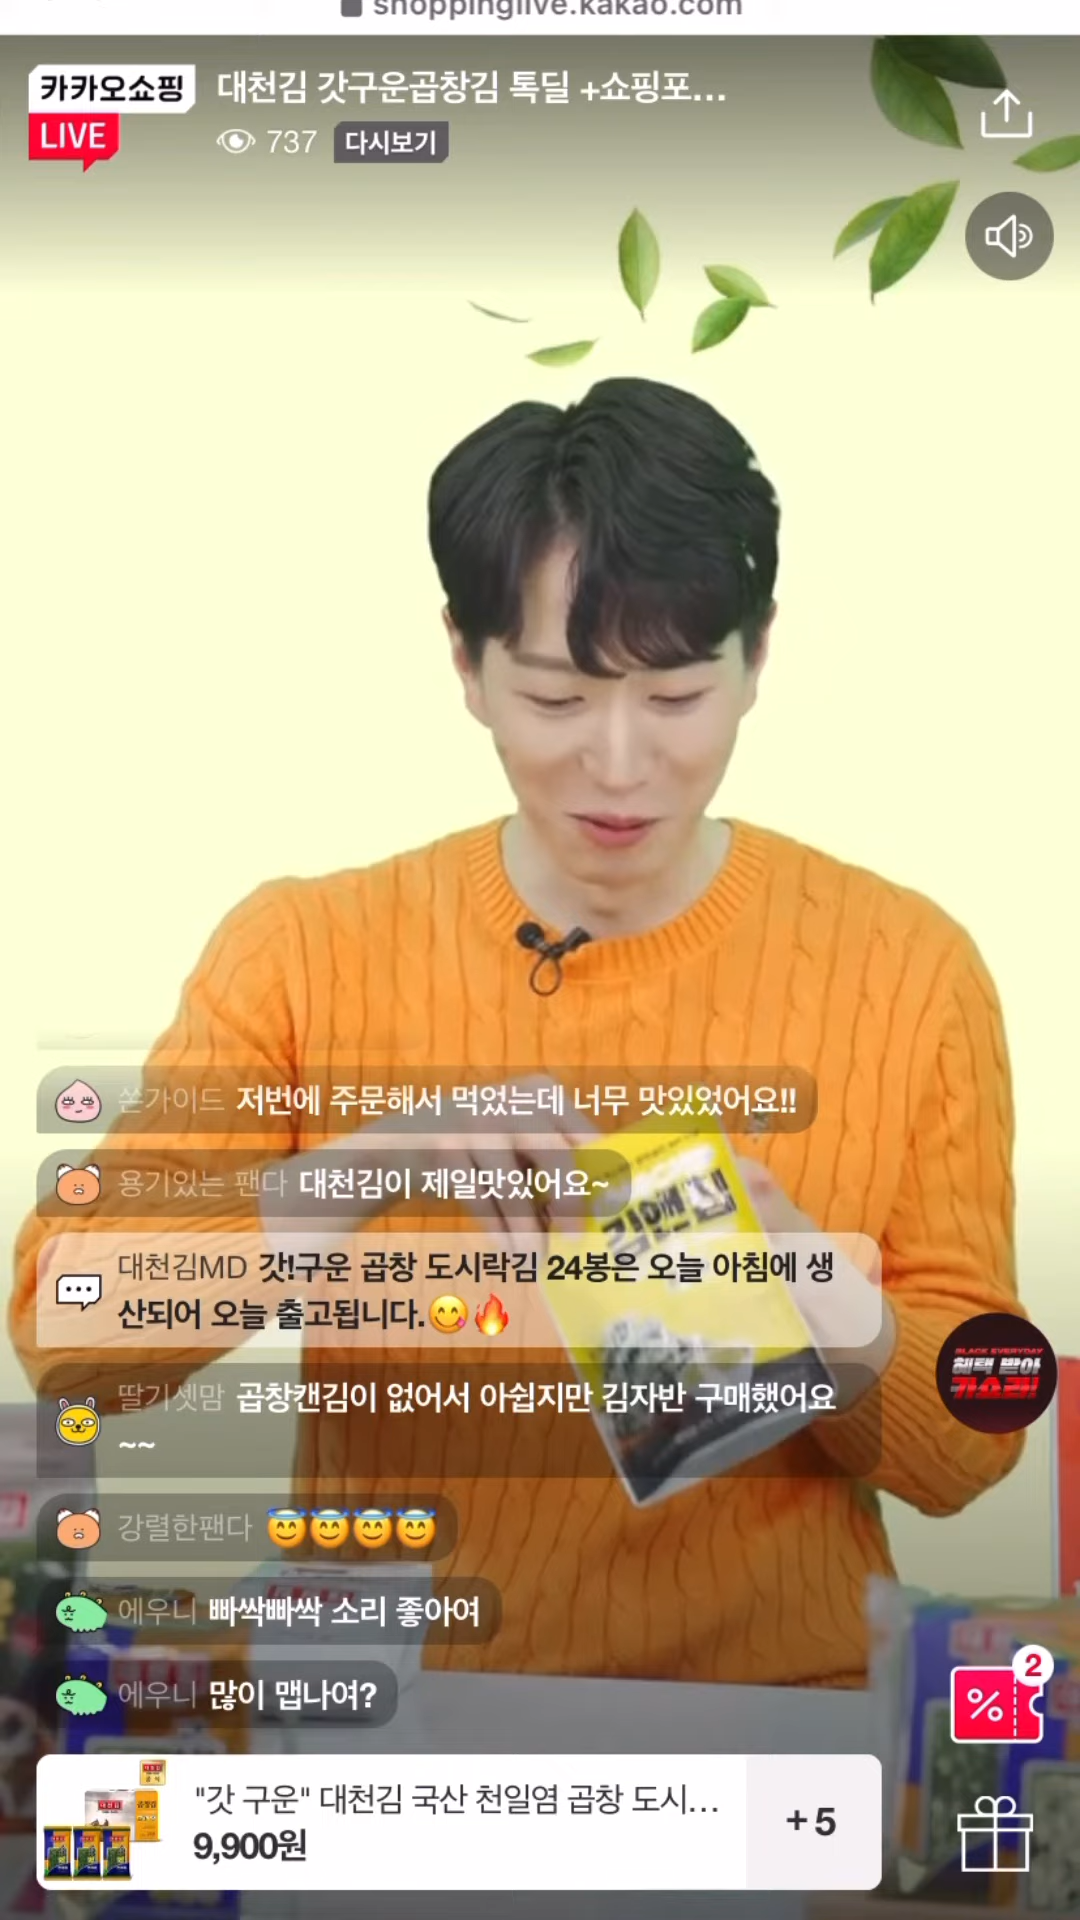 shoppinglive.kakao.com
카카오쇼핑
LIVE
대천김 갓구운곱창김 톡딜 +쇼핑포...
737 다시보기
쏜가이드 저번에 주문해서 먹었는데 너무 맛있었어요!!
용기있는 팬다 대천김이 제일맛있어요~
대천김MD 갓!구운 곱창 도시락김 24봉은 오늘 아침에 생
산되어 오늘 출고됩니다.😋🔥
딸기셋맘 곱창캔김이 없어서 아쉽지만 김자반 구매했어요
~~
강렬한팬다 😇😇😇😇
에우니 빠싹빠싹 소리 좋아여
에우니 많이 맵나여?
BLACK EVERYDAY
혜택 받아
카쇼라!
2
%
"갓 구운" 대천김 국산 천일염 곱창 도시...
9,900원
+5